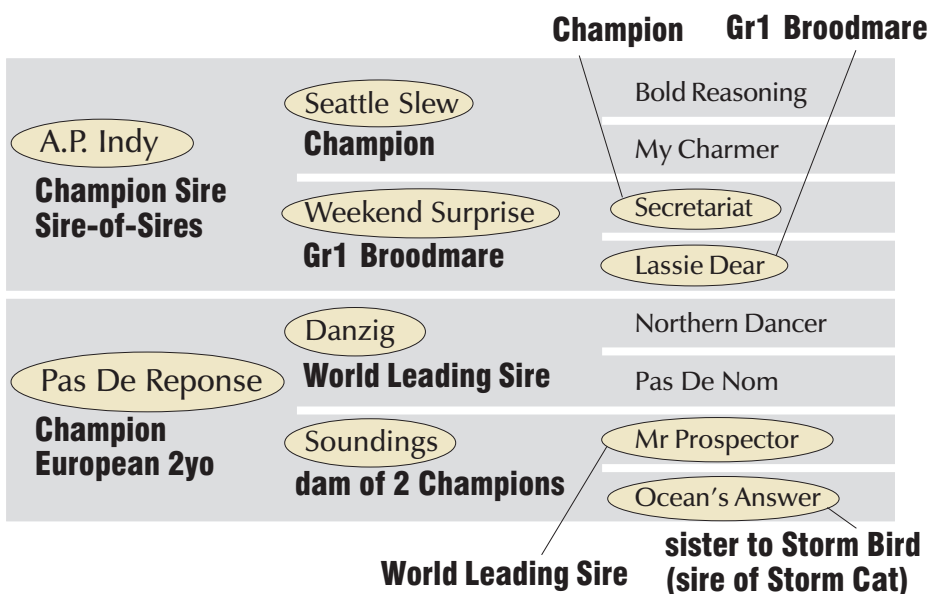 Champion
Gr1 Broodmare
A.P. Indy
Champion Sire
Sire-of-Sires
Seattle Slew
Champion
Weekend Surprise
Gr1 Broodmare
Bold Reasoning
My Charmer
Secretariat
Lassie Dear
Pas De Reponse
Champion
European 2yo
Danzig
World Leading Sire
Soundings
dam of 2 Champions
Northern Dancer
Pas De Nom
Mr Prospector
Ocean's Answer
World Leading Sire
sister to Storm Bird
(sire of Storm Cat)